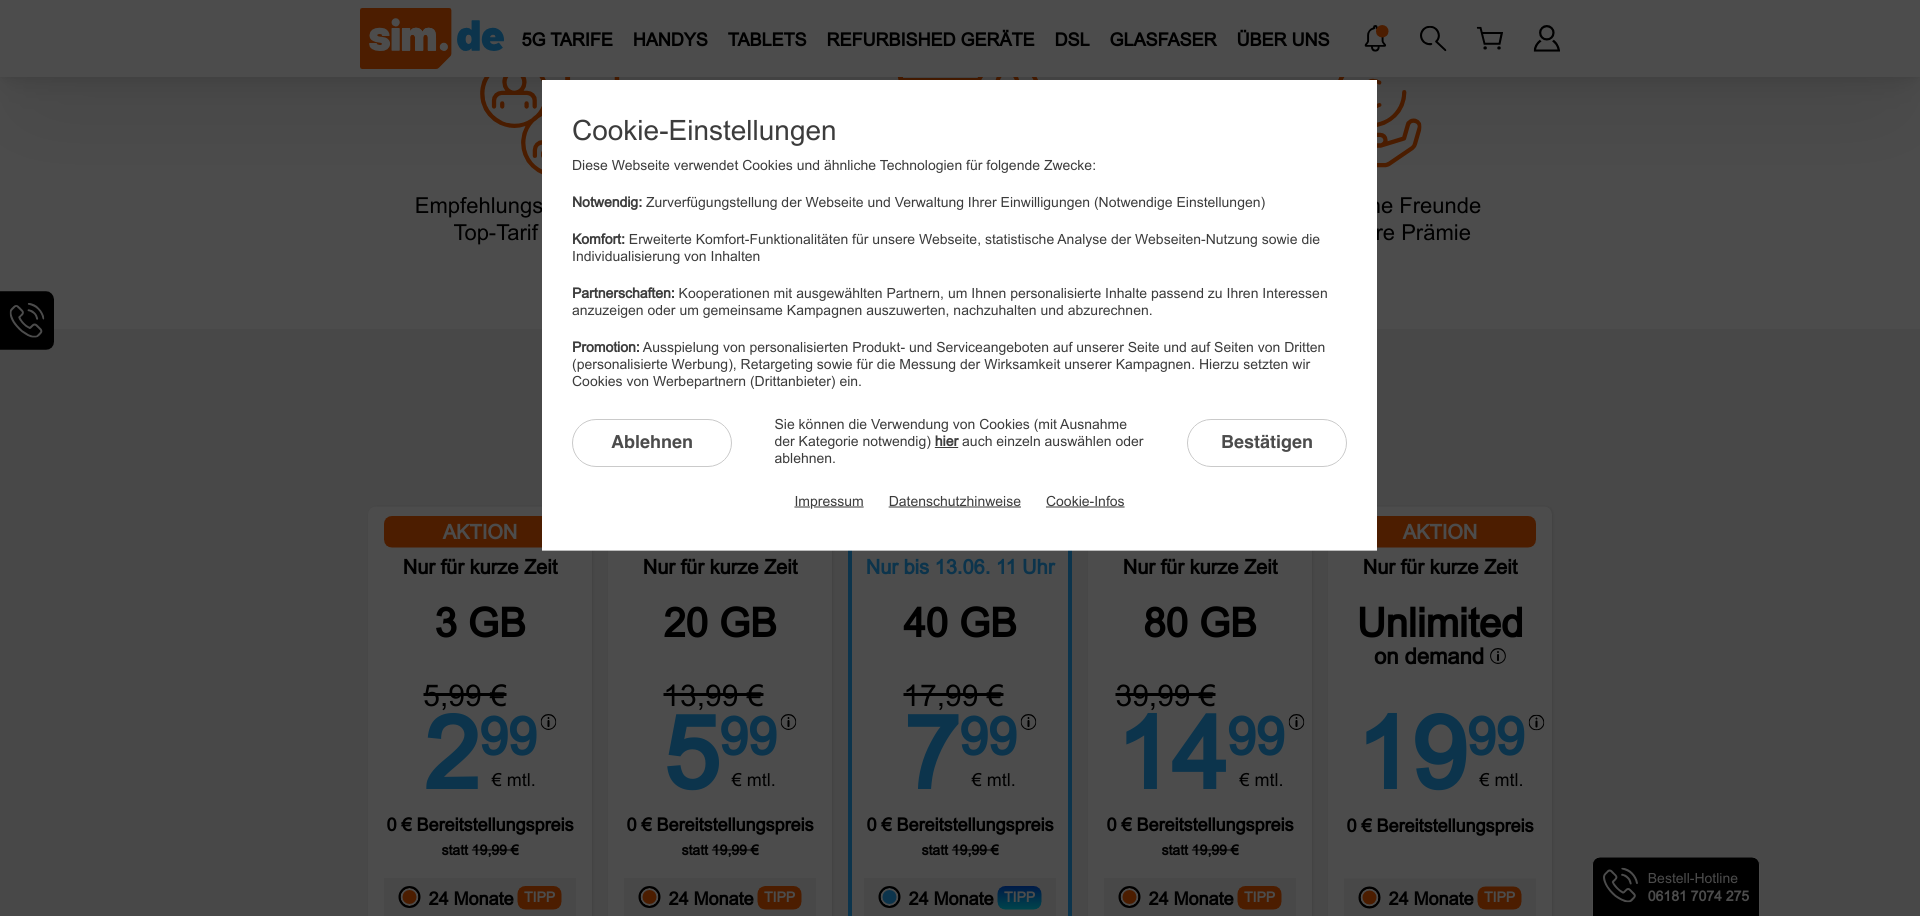 sim.de
5G TARIFE HANDYS TABLETS REFURBISHED GERÄTE DSL GLASFASER ÜBER UNS
Empfehlungs
Top-Tarif
ne Freunde
re Prämie
Cookie-Einstellungen
Diese Webseite verwendet Cookies und ähnliche Technologien für folgende Zwecke:
Notwendig: Zurverfügungstellung der Webseite und Verwaltung Ihrer Einwilligungen (Notwendige Einstellungen)
Komfort: Erweiterte Komfort-Funktionalitäten für unsere Webseite, statistische Analyse der Webseiten-Nutzung sowie die
Individualisierung von Inhalten
Partnerschaften: Kooperationen mit ausgewählten Partnern, um Ihnen personalisierte Inhalte passend zu Ihren Interessen
anzuzeigen oder um gemeinsame Kampagnen auszuwerten, nachzuhalten und abzurechnen.
Promotion: Ausspielung von personalisierten Produkt- und Serviceangeboten auf unserer Seite und auf Seiten von Dritten
(personalisierte Werbung), Retargeting sowie für die Messung der Wirksamkeit unserer Kampagnen. Hierzu setzten wir
Cookies von Werbepartnern (Drittanbieter) ein.
Ablehnen
Sie können die Verwendung von Cookies (mit Ausnahme
der Kategorie notwendig) hier auch einzeln auswählen oder
ablehnen.
Bestätigen
Impressum Datenschutzhinweise Cookie-Infos
AKTION
Nur für kurze Zeit
3 GB
5,99 €
2 99
€ mtl.
0 € Bereitstellungspreis
statt 19,99 €
24 Monate TIPP
Nur für kurze Zeit
20 GB
13,99 €
5 99
€ mtl.
0 € Bereitstellungspreis
statt 19,99 €
24 Monate TIPP
Nur bis 13.06. 11 Uhr
40 GB
17,99 €
7 99
€ mtl.
0 € Bereitstellungspreis
statt 19,99 €
24 Monate TIPP
Nur für kurze Zeit
80 GB
39,99 €
14 99
€ mtl.
0 € Bereitstellungspreis
statt 19,99 €
24 Monate TIPP
AKTION
Nur für kurze Zeit
Unlimited
on demand
19 99
€ mtl.
0 € Bereitstellungspreis
24 Monate TIPP
Bestell-Hotline
06181 7074 275